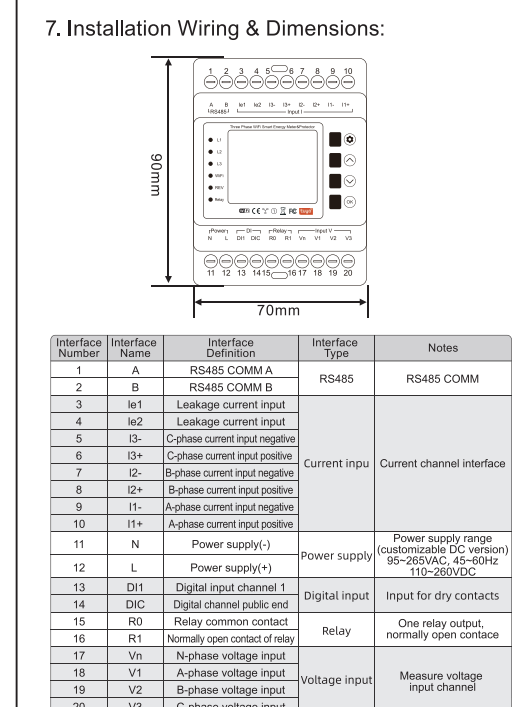 7. Installation Wiring & Dimensions:
1 2 3 4 5 6 7 8 9 10
A B Ie1 Ie2 I3- I3+ I2- I2+ I1- I1+
RS485 Input I
Three Phase WiFi Smart Energy Meter&Protector
L1
L2
L3
WiFi
REV
Relay
OK
CE
FC
tuya
Power DI Relay Input V
N L DI1 DIC R0 R1 Vn V1 V2 V3
11 12 13 14 15 16 17 18 19 20
90mm
70mm
Interface Number Interface Name Interface Definition Interface Type Notes
1 A RS485 COMM A RS485 RS485 COMM
2 B RS485 COMM B
3 Ie1 Leakage current input Current inpu Current channel interface
4 Ie2 Leakage current input
5 I3- C-phase current input negative
6 I3+ C-phase current input positive
7 I2- B-phase current input negative
8 I2+ B-phase current input positive
9 I1- A-phase current input negative
10 I1+ A-phase current input positive
11 N Power supply(-) Power supply Power supply range
(customizable DC version)
95~265VAC, 45~60Hz
110~260VDC
12 L Power supply(+)
13 DI1 Digital input channel 1 Digital input Input for dry contacts
14 DIC Digital channel public end
15 R0 Relay common contact Relay One relay output,
normally open contace
16 R1 Normally open contact of relay
17 Vn N-phase voltage input Voltage input Measure voltage
input channel
18 V1 A-phase voltage input
19 V2 B-phase voltage input
20 V3 C-phase voltage input